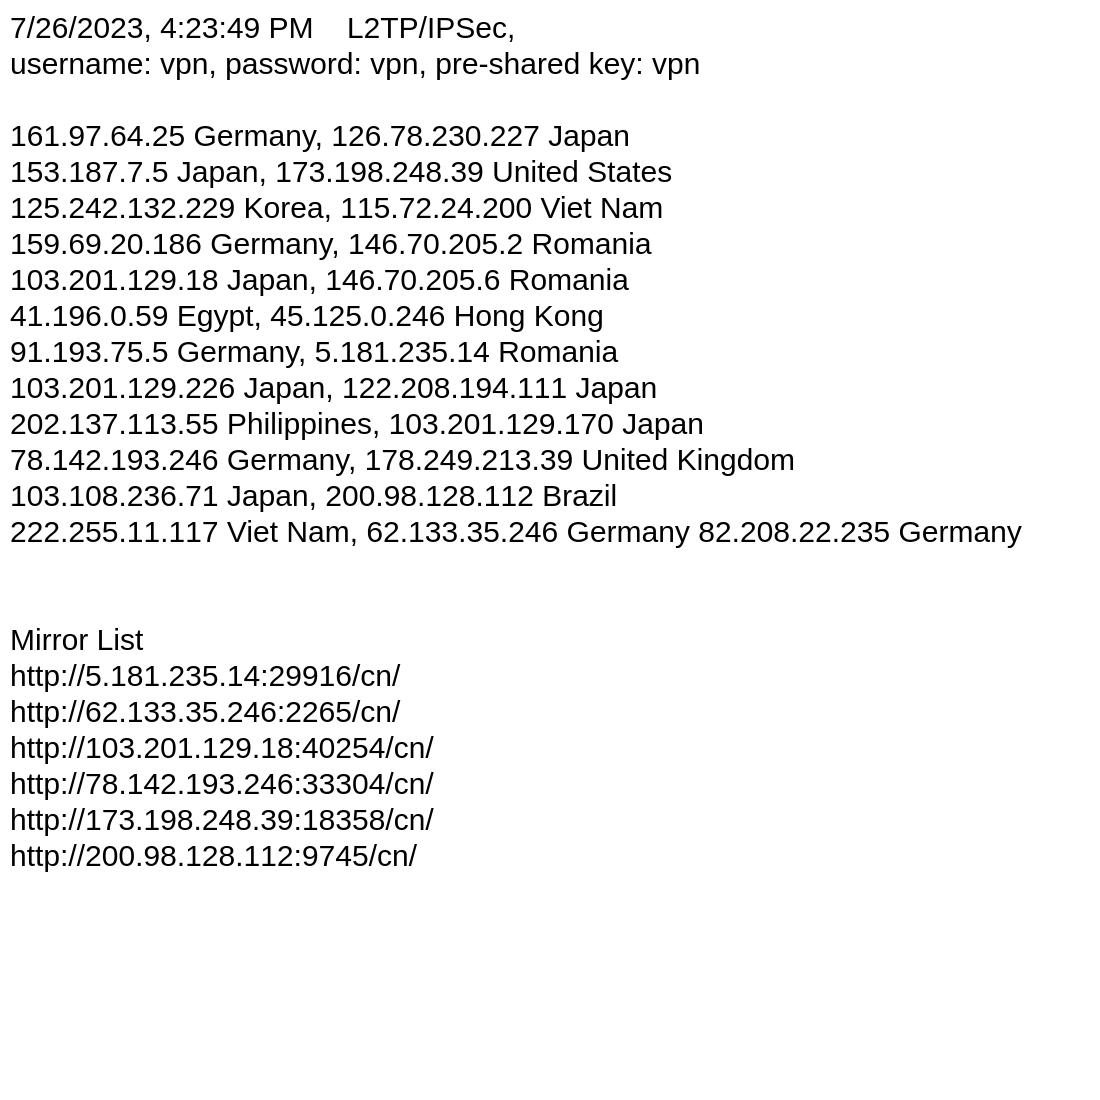 7/26/2023, 4:23:49 PM    L2TP/IPSec,
username: vpn, password: vpn, pre-shared key: vpn
161.97.64.25 Germany, 126.78.230.227 Japan
153.187.7.5 Japan, 173.198.248.39 United States
125.242.132.229 Korea, 115.72.24.200 Viet Nam
159.69.20.186 Germany, 146.70.205.2 Romania
103.201.129.18 Japan, 146.70.205.6 Romania
41.196.0.59 Egypt, 45.125.0.246 Hong Kong
91.193.75.5 Germany, 5.181.235.14 Romania
103.201.129.226 Japan, 122.208.194.111 Japan
202.137.113.55 Philippines, 103.201.129.170 Japan
78.142.193.246 Germany, 178.249.213.39 United Kingdom
103.108.236.71 Japan, 200.98.128.112 Brazil
222.255.11.117 Viet Nam, 62.133.35.246 Germany 82.208.22.235 Germany
Mirror List
http://5.181.235.14:29916/cn/
http://62.133.35.246:2265/cn/
http://103.201.129.18:40254/cn/
http://78.142.193.246:33304/cn/
http://173.198.248.39:18358/cn/
http://200.98.128.112:9745/cn/